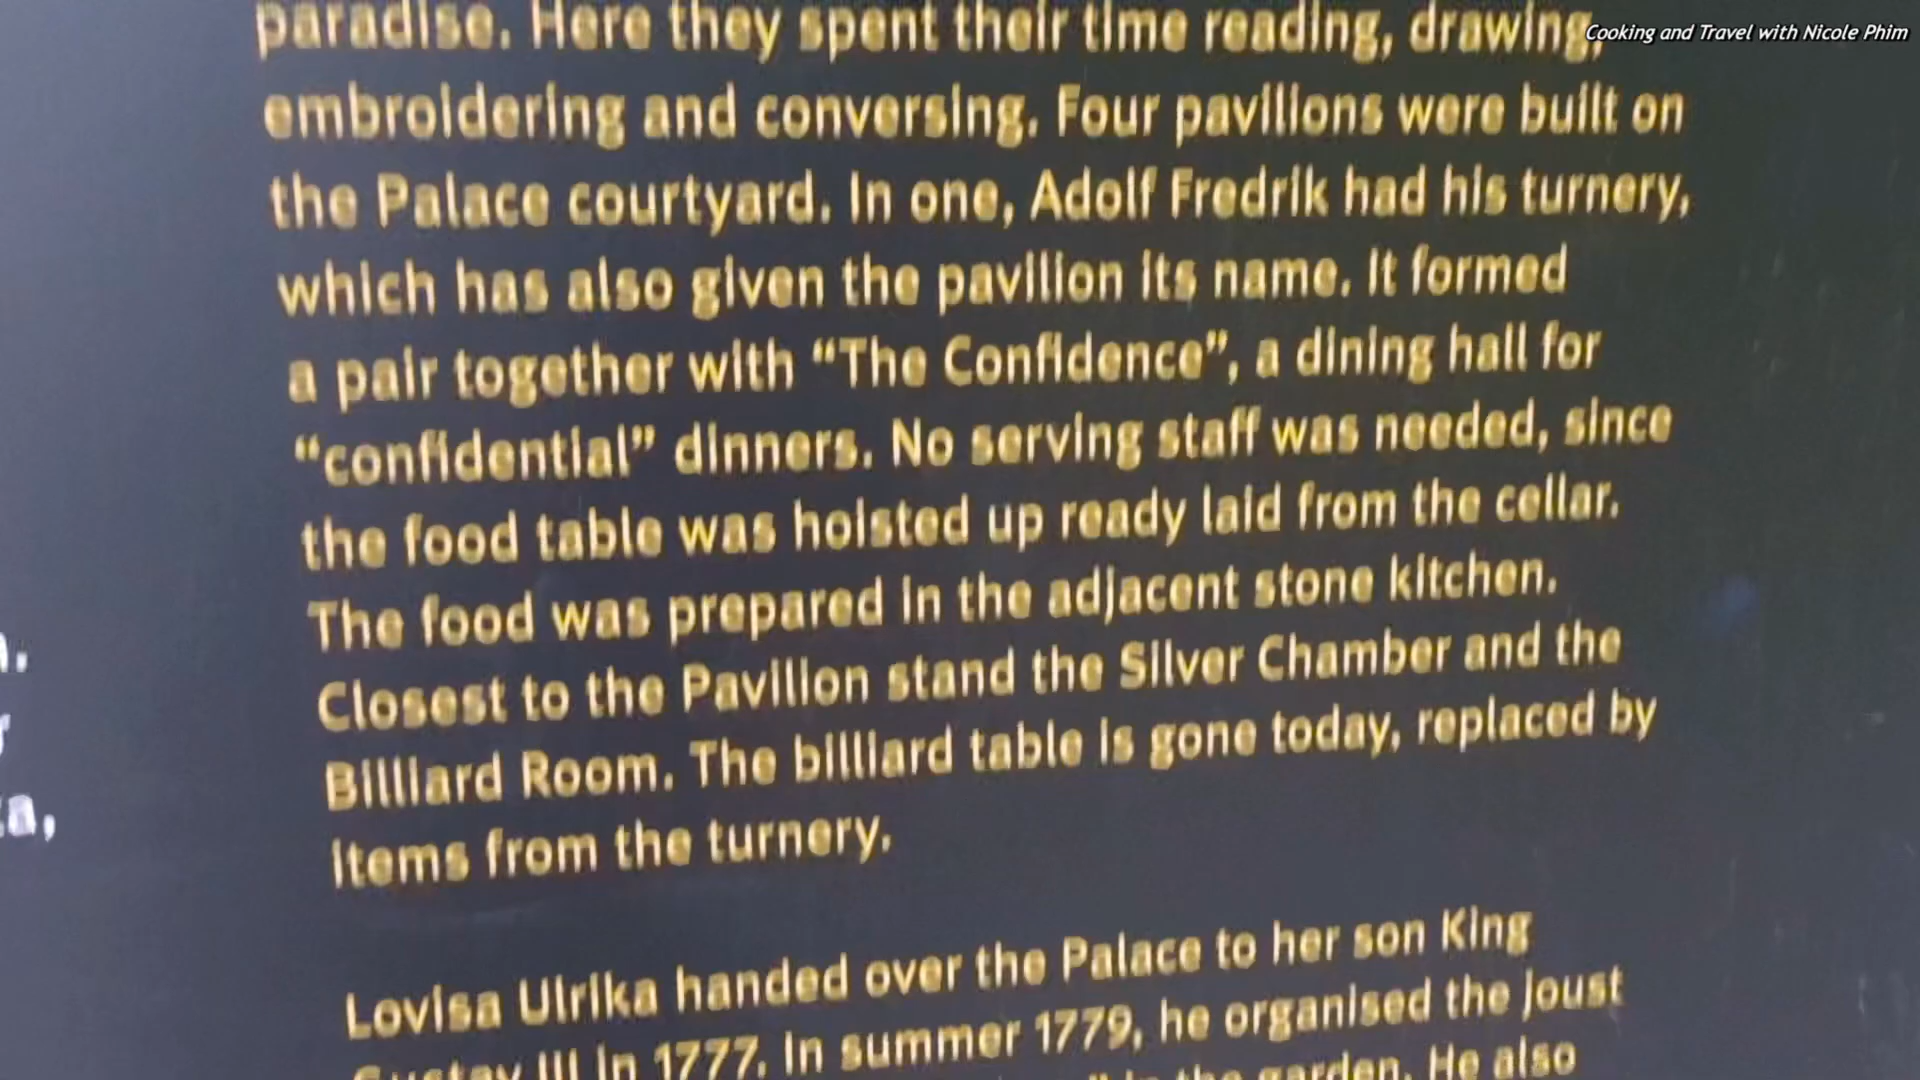 Cooking and Travel with Nicole Phim
paradise. Here they spent their time reading, drawing,
embroidering and conversing. Four pavilions were built on
the Palace courtyard. In one, Adolf Fredrik had his turnery,
which has also given the pavilion its name. It formed
a pair together with “The Confidence”, a dining hall for
“confidential” dinners. No serving staff was needed, since
the food table was hoisted up ready laid from the cellar.
The food was prepared in the adjacent stone kitchen.
Closest to the Pavilion stand the Silver Chamber and the
Billiard Room. The billiard table is gone today, replaced by
items from the turnery.
Lovisa Ulrika handed over the Palace to her son King
Gustav III in 1777. In summer 1779, he organised the joust
in the garden. He also